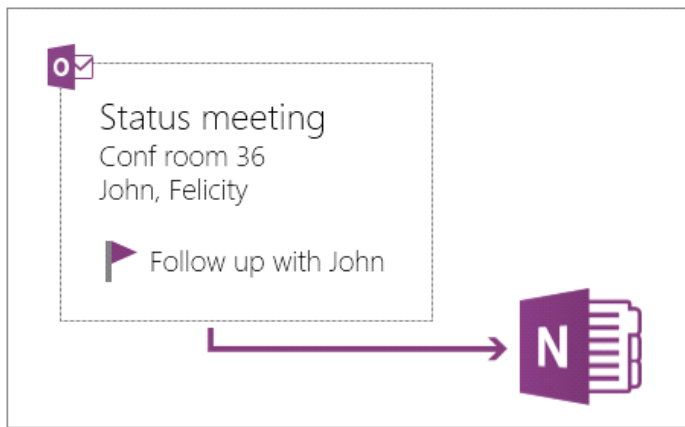 O
Status meeting
Conf room 36
John, Felicity
Follow up with John
N